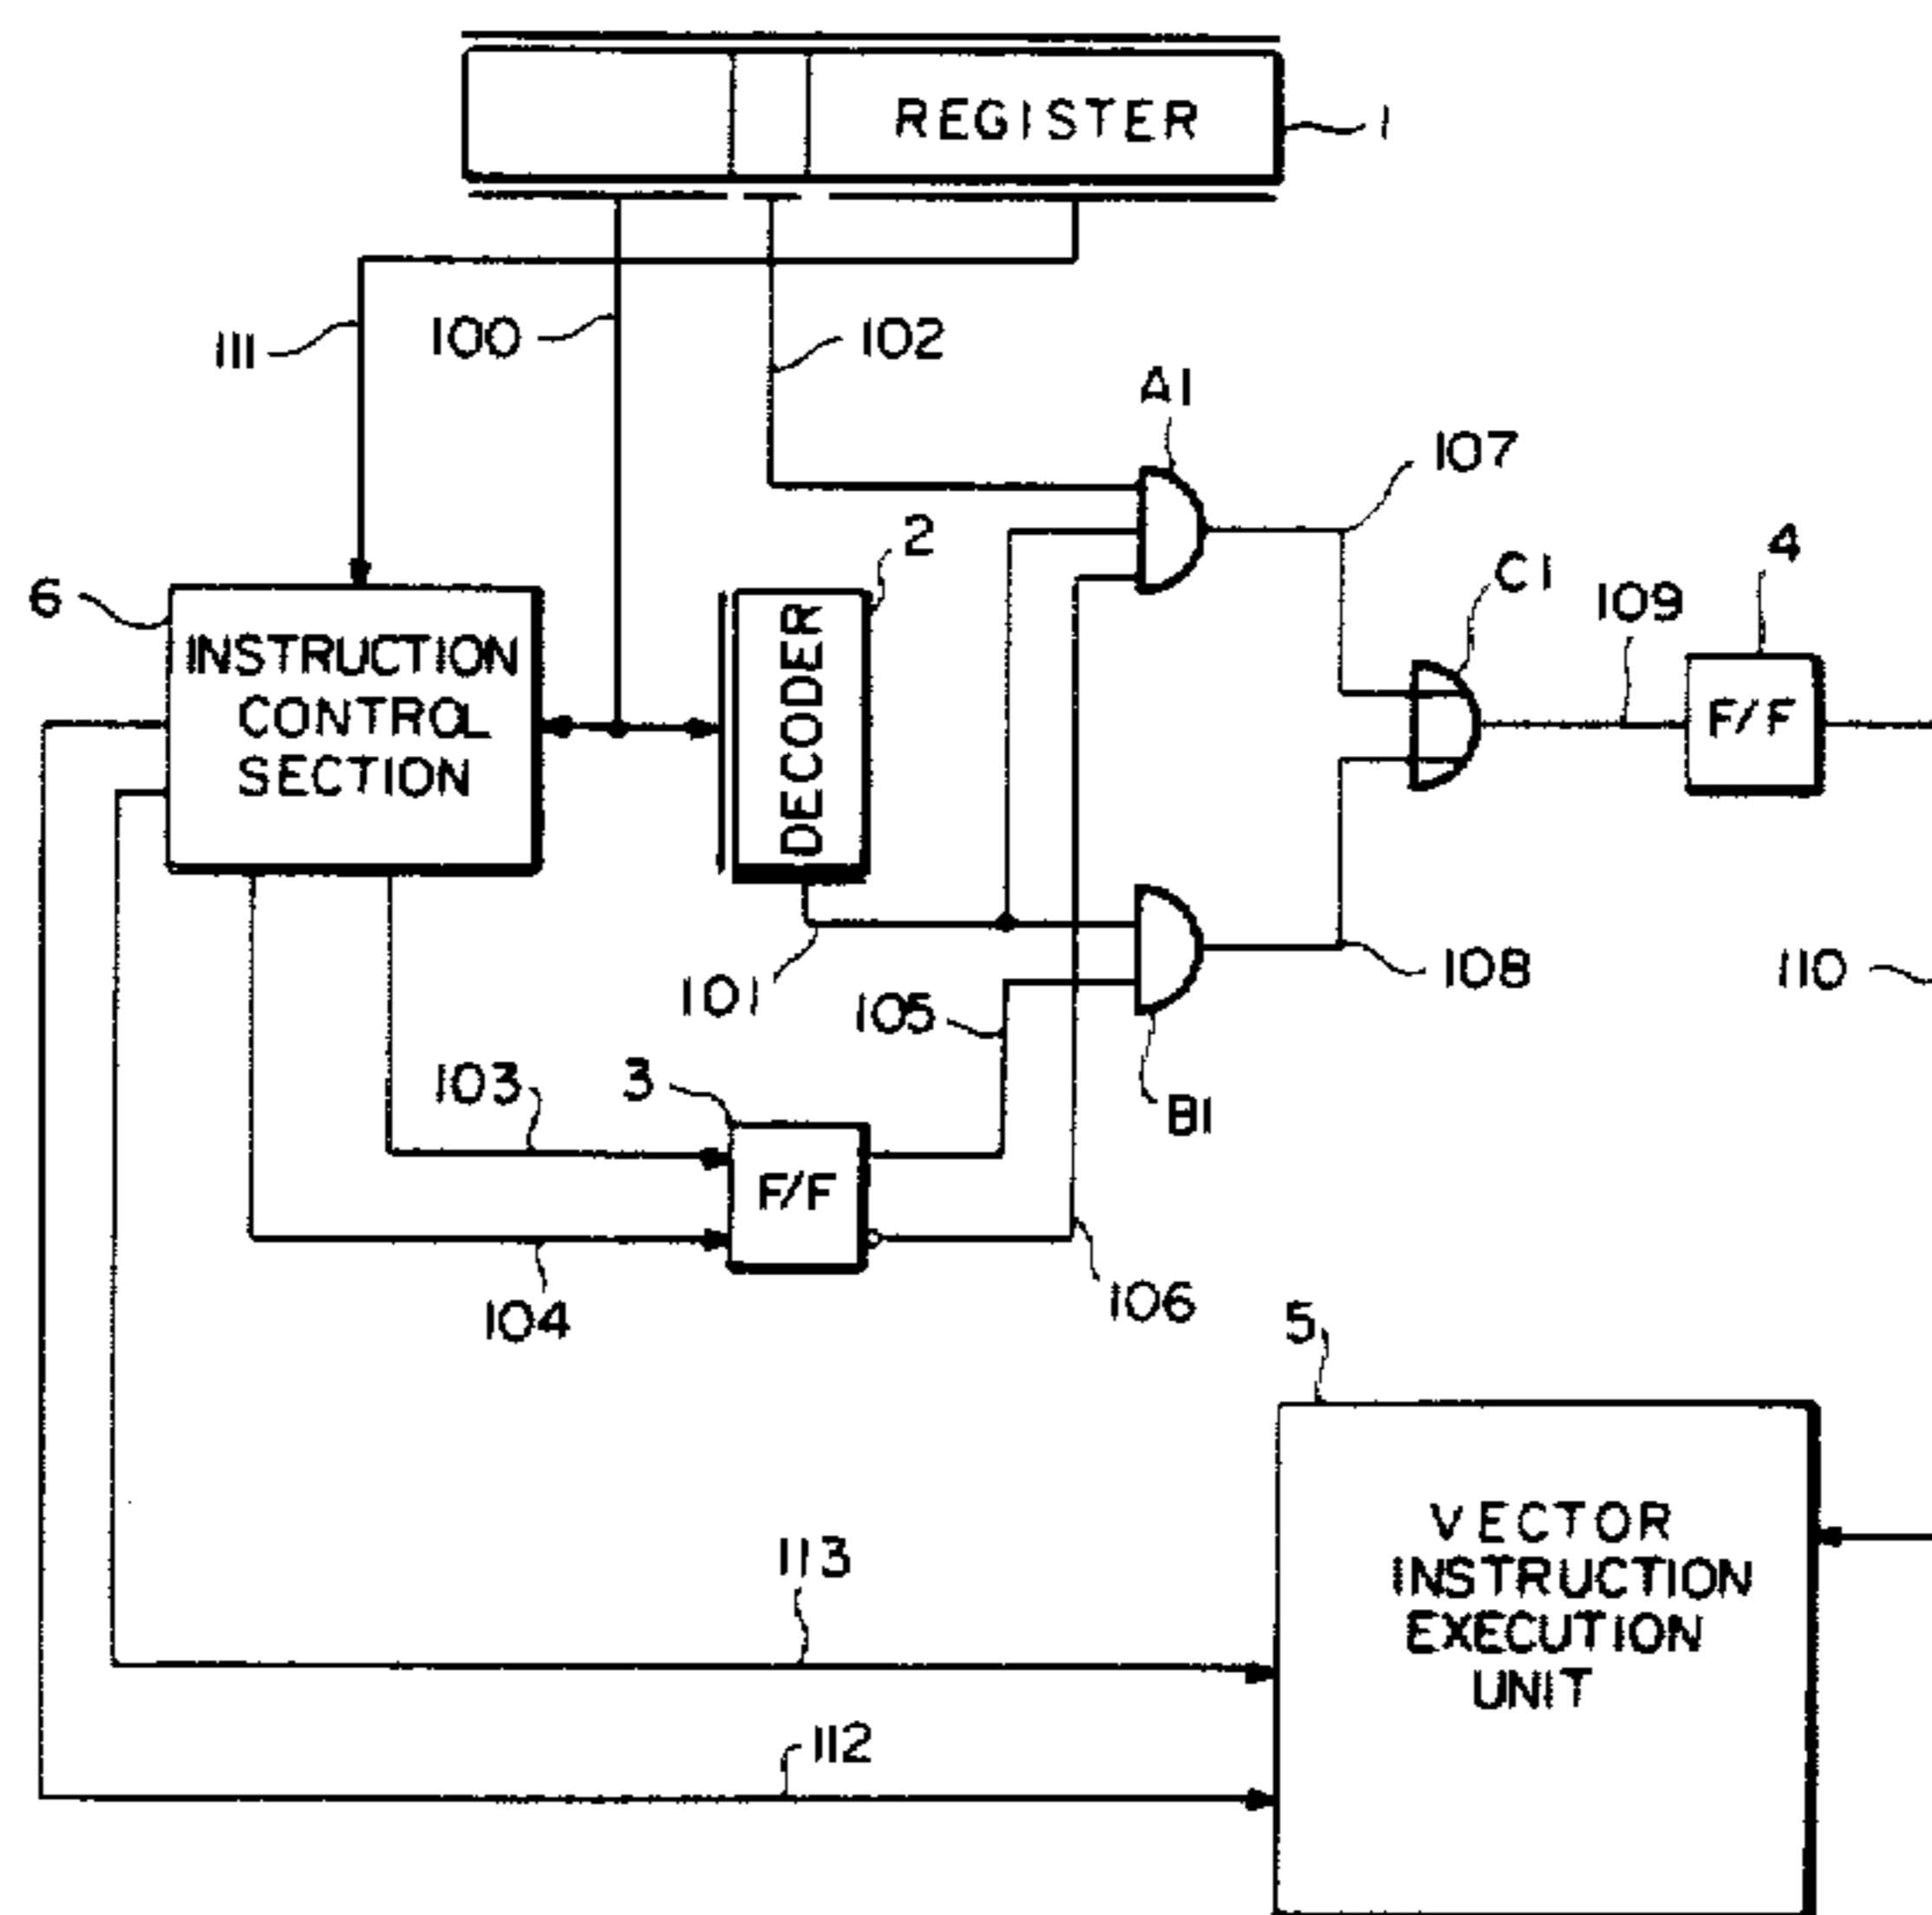 REGISTER
1
111
100
102
A1
107
2
6
INSTRUCTION
CONTROL
SECTION
DECODER
C1
109
4
F/F
101
105
108
110
103
3
F/F
B1
104
106
5
VECTOR
INSTRUCTION
EXECUTION
UNIT
113
112